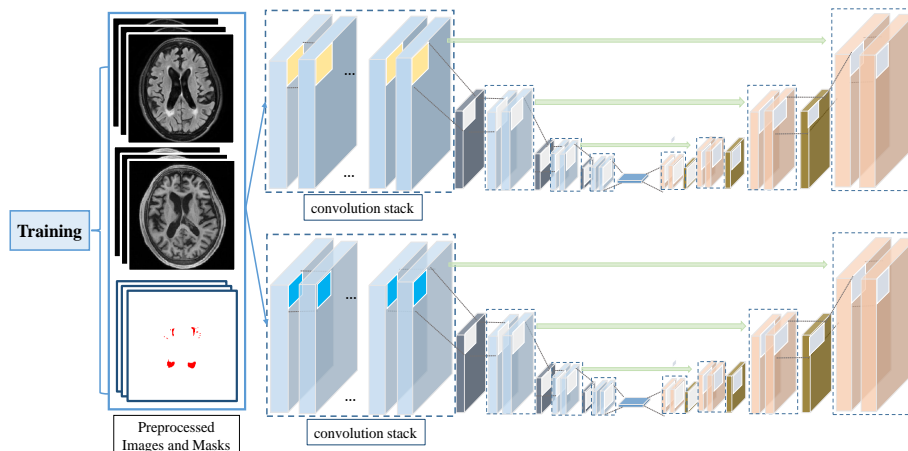 Training
Preprocessed
Images and Masks
...
...
convolution stack
...
...
convolution stack